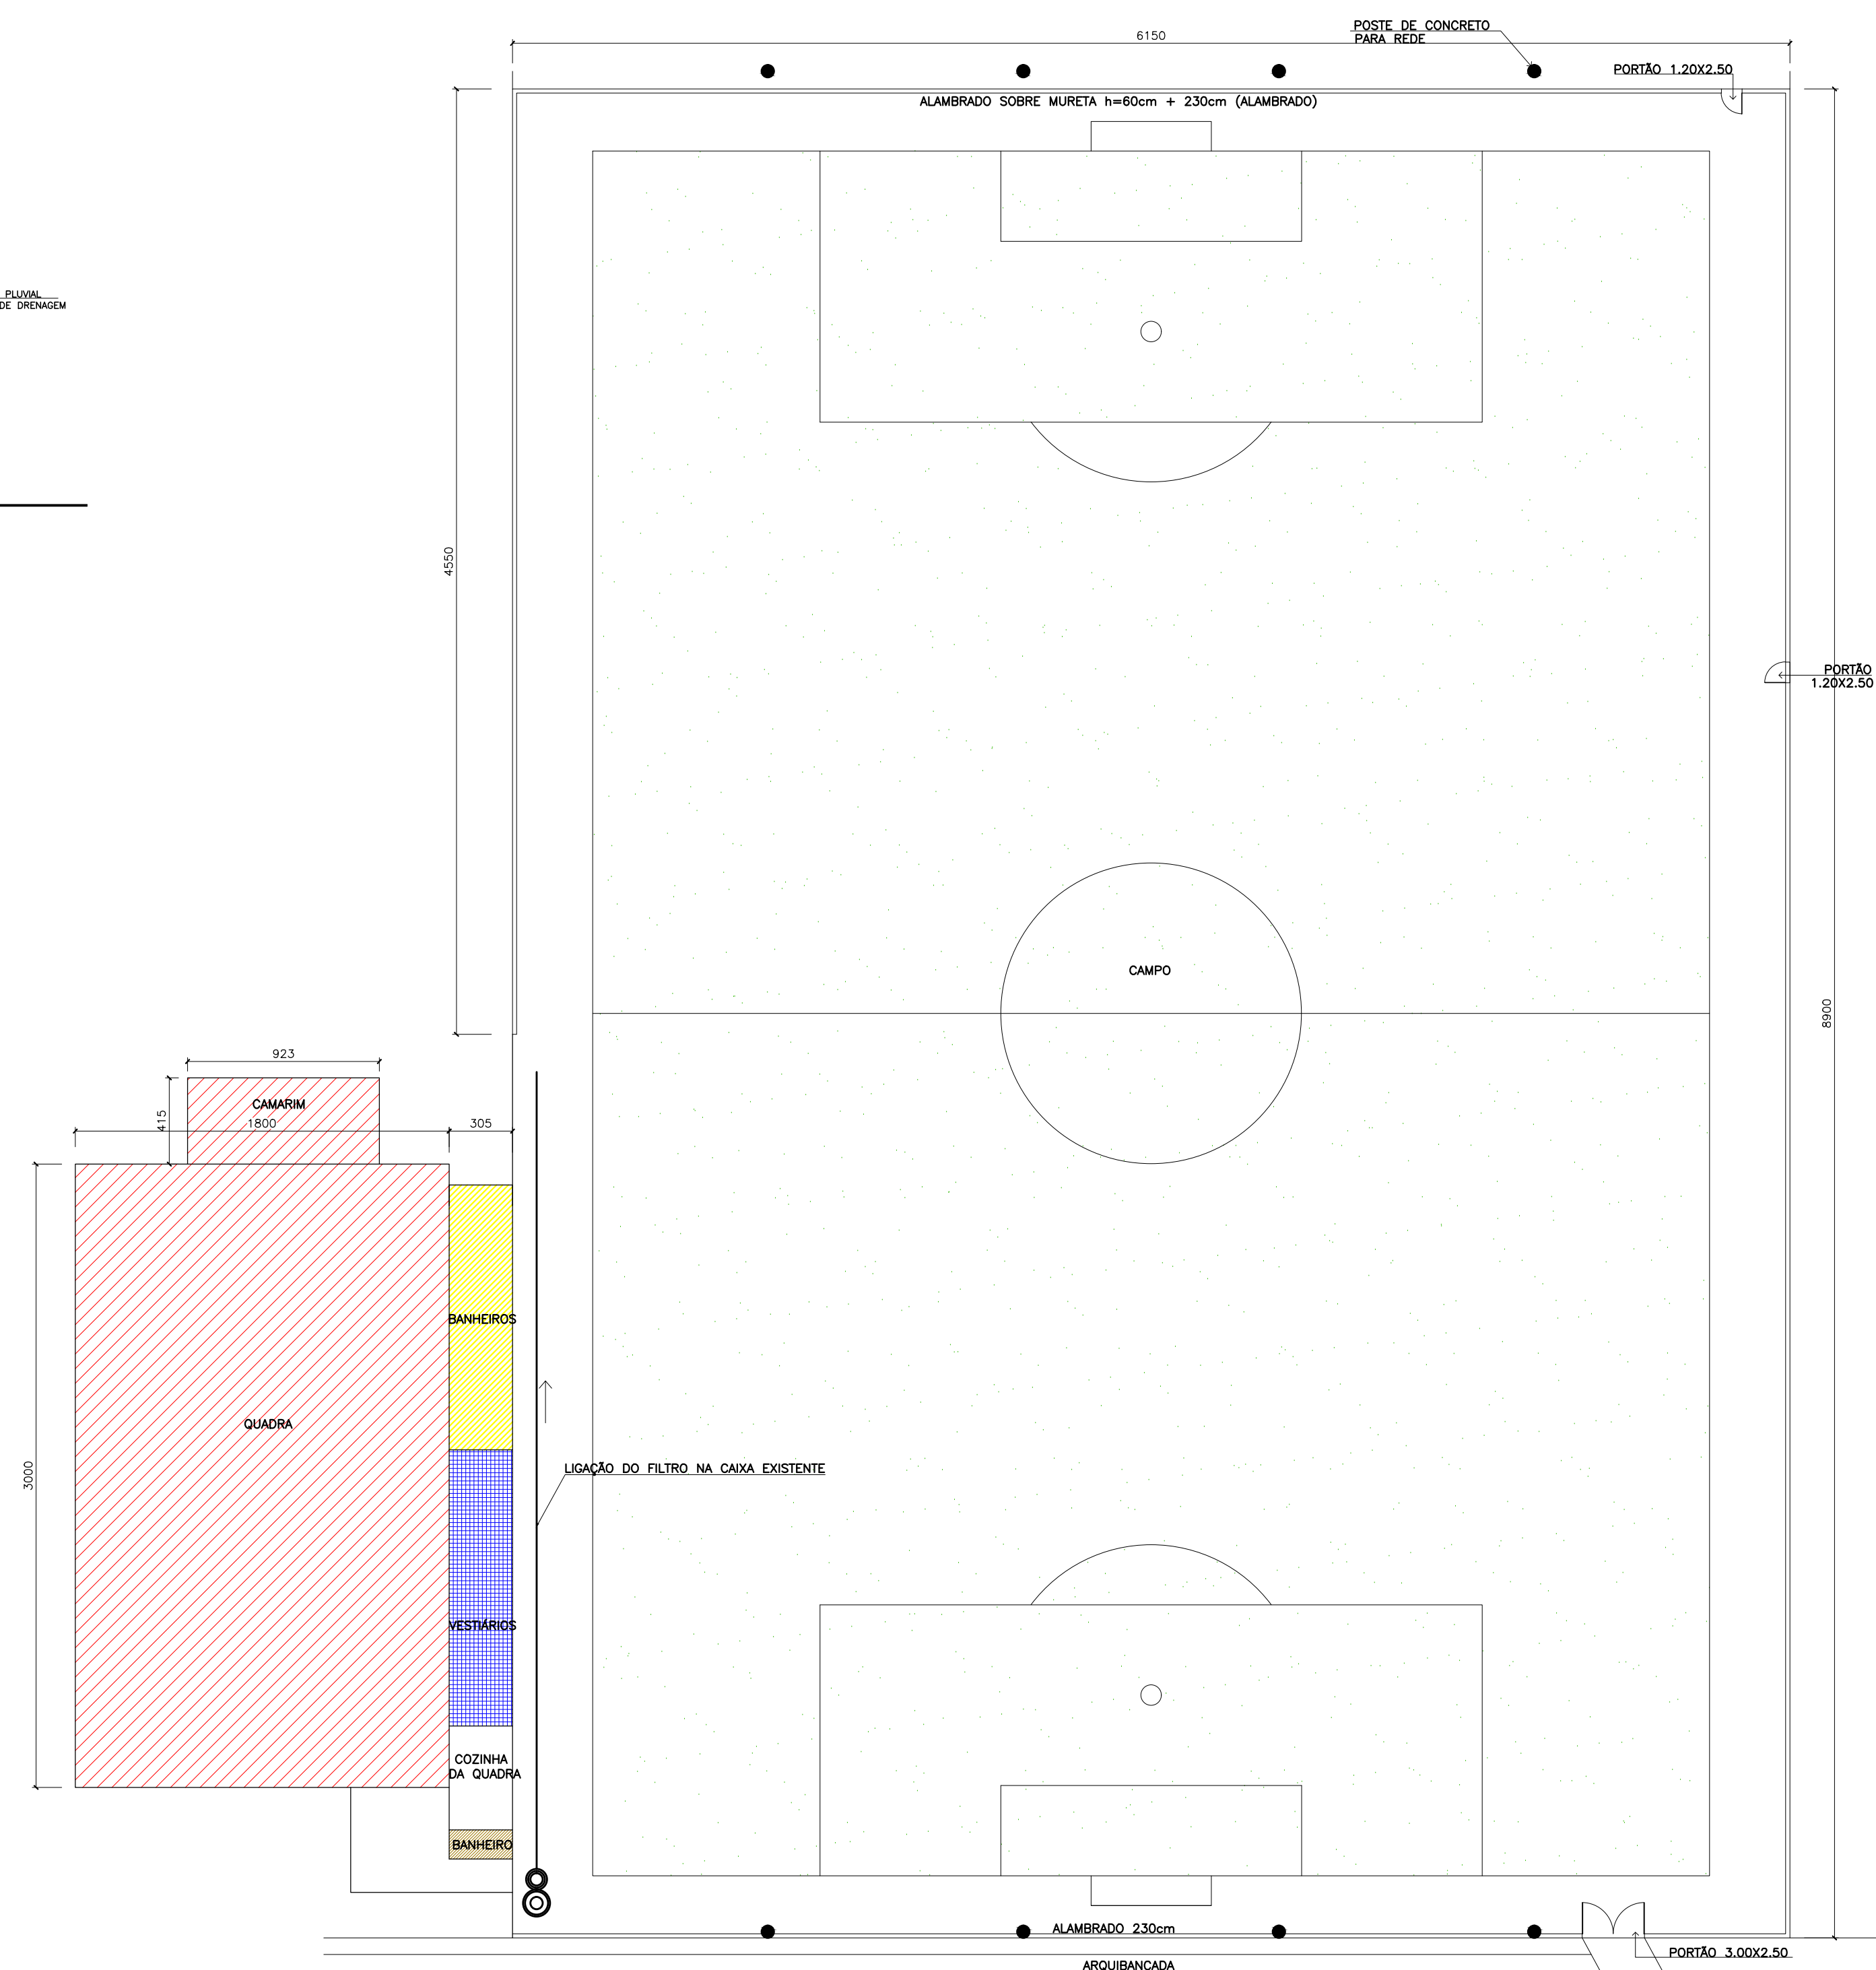 POSTE DE CONCRETO
PARA REDE
6150
PORTÃO 1.20X2.50
ALAMBRADO SOBRE MURETA h=60cm + 230cm (ALAMBRADO)
PLUVIAL
DE DRENAGEM
4550
PORTÃO
1.20X2.50
CAMPO
8900
923
CAMARIM
415
1800
305
BANHEIROS
QUADRA
LIGAÇÃO DO FILTRO NA CAIXA EXISTENTE
3000
VESTIÁRIOS
COZINHA
DA QUADRA
BANHEIRO
ALAMBRADO 230cm
PORTÃO 3.00X2.50
ARQUIBANCADA